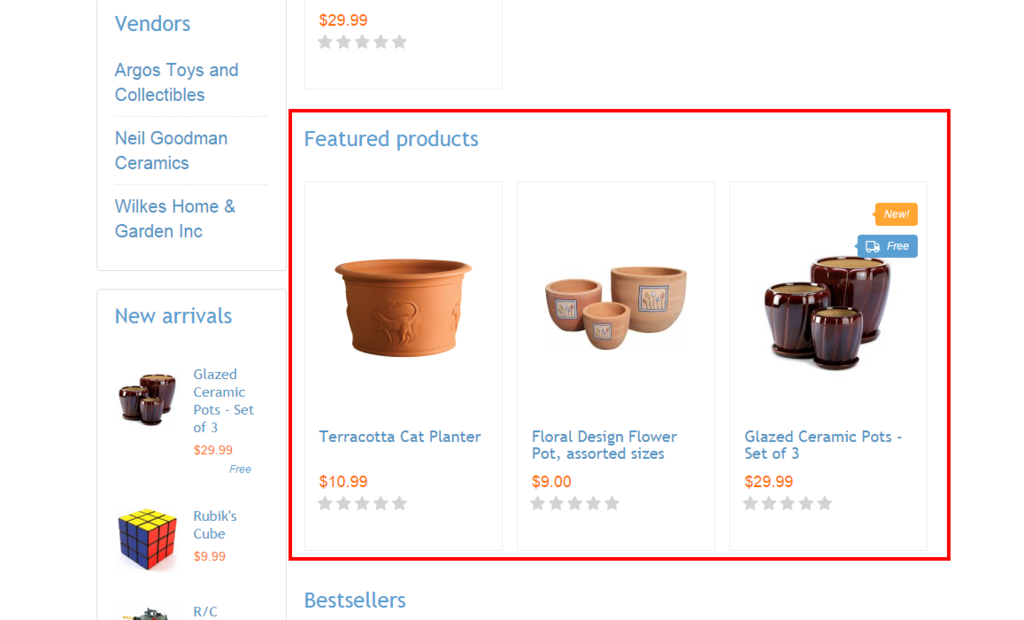 Vendors
Argos Toys and
Collectibles
Neil Goodman
Ceramics
Wilkes Home &
Garden Inc
New arrivals
Glazed
Ceramic
Pots - Set
of 3
$29.99
Free
Rubik's
Cube
$9.99
R/C
$29.99
Featured products
Terracotta Cat Planter
$10.99
Floral Design Flower
Pot, assorted sizes
$9.00
New!
Free
Glazed Ceramic Pots -
Set of 3
$29.99
Bestsellers